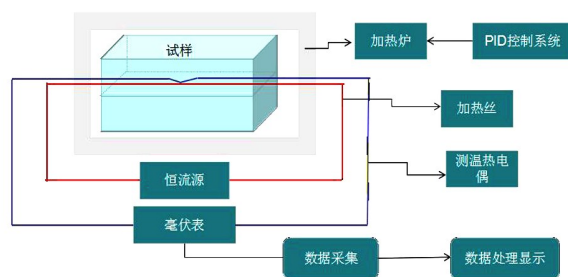 试样
加热炉
PID控制系统
加热丝
测温热电
偶
恒流源
毫伏表
数据采集
数据处理显示